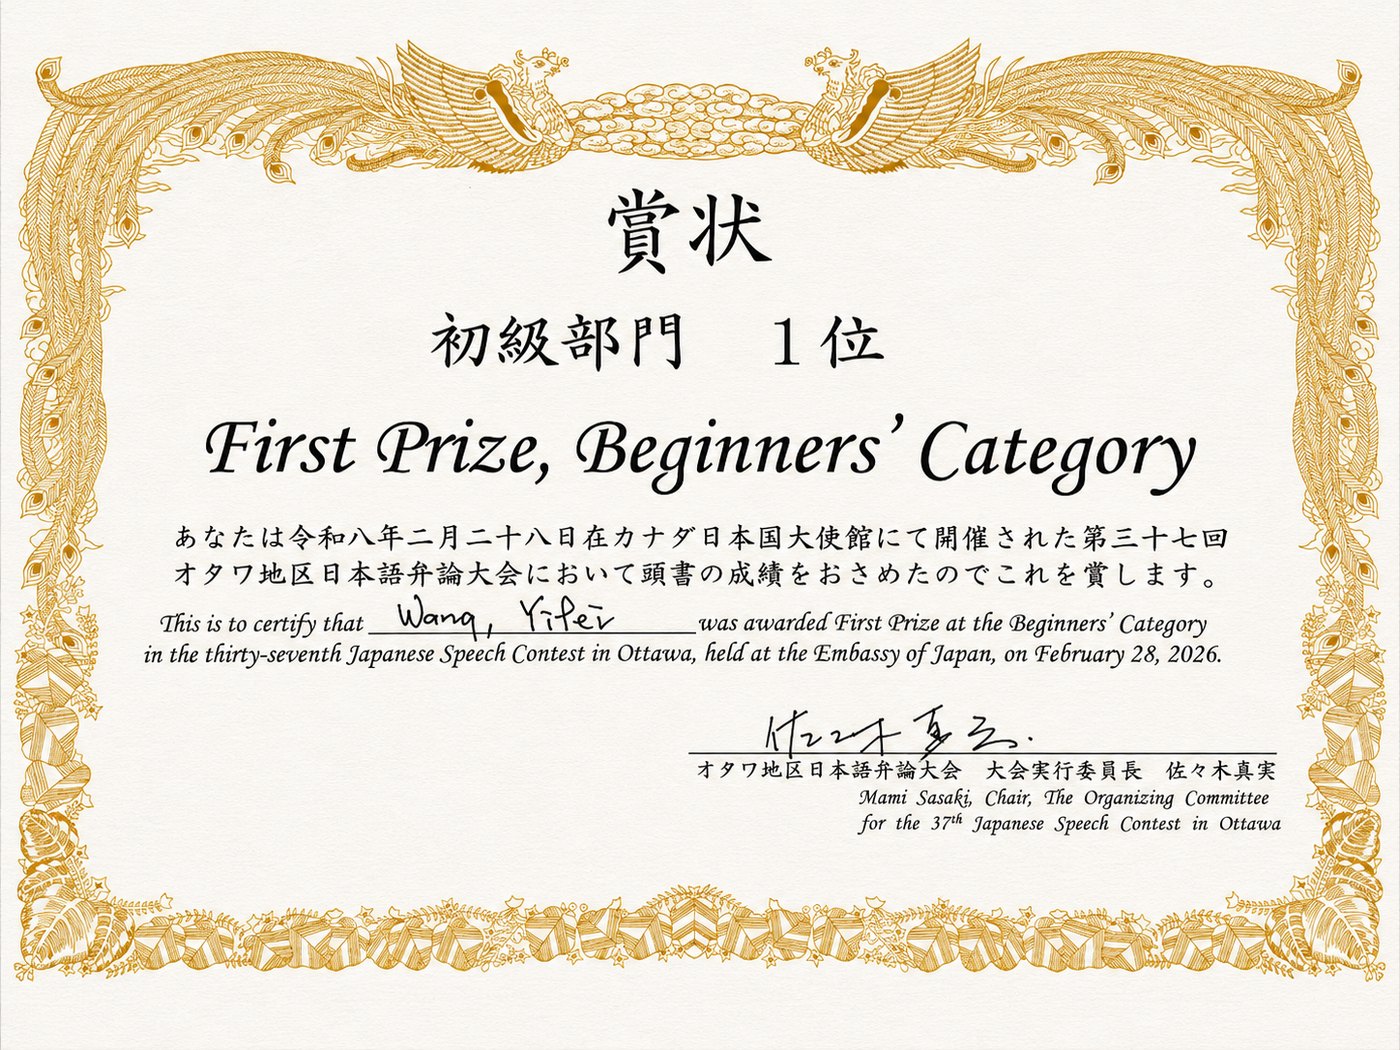 賞状
初級部門　１位
First Prize, Beginners’ Category
あなたは令和八年二月二十八日在カナダ日本国大使館にて開催された第三十七回
オタワ地区日本語弁論大会において頭書の成績をおさめたのでこれを賞します。
This is to certify that Wang, Yifei was awarded First Prize at the Beginners’ Category
in the thirty-seventh Japanese Speech Contest in Ottawa, held at the Embassy of Japan, on February 28, 2026.
佐々木真実
オタワ地区日本語弁論大会　大会実行委員長　佐々木真実
Mami Sasaki, Chair, The Organizing Committee
for the 37th Japanese Speech Contest in Ottawa